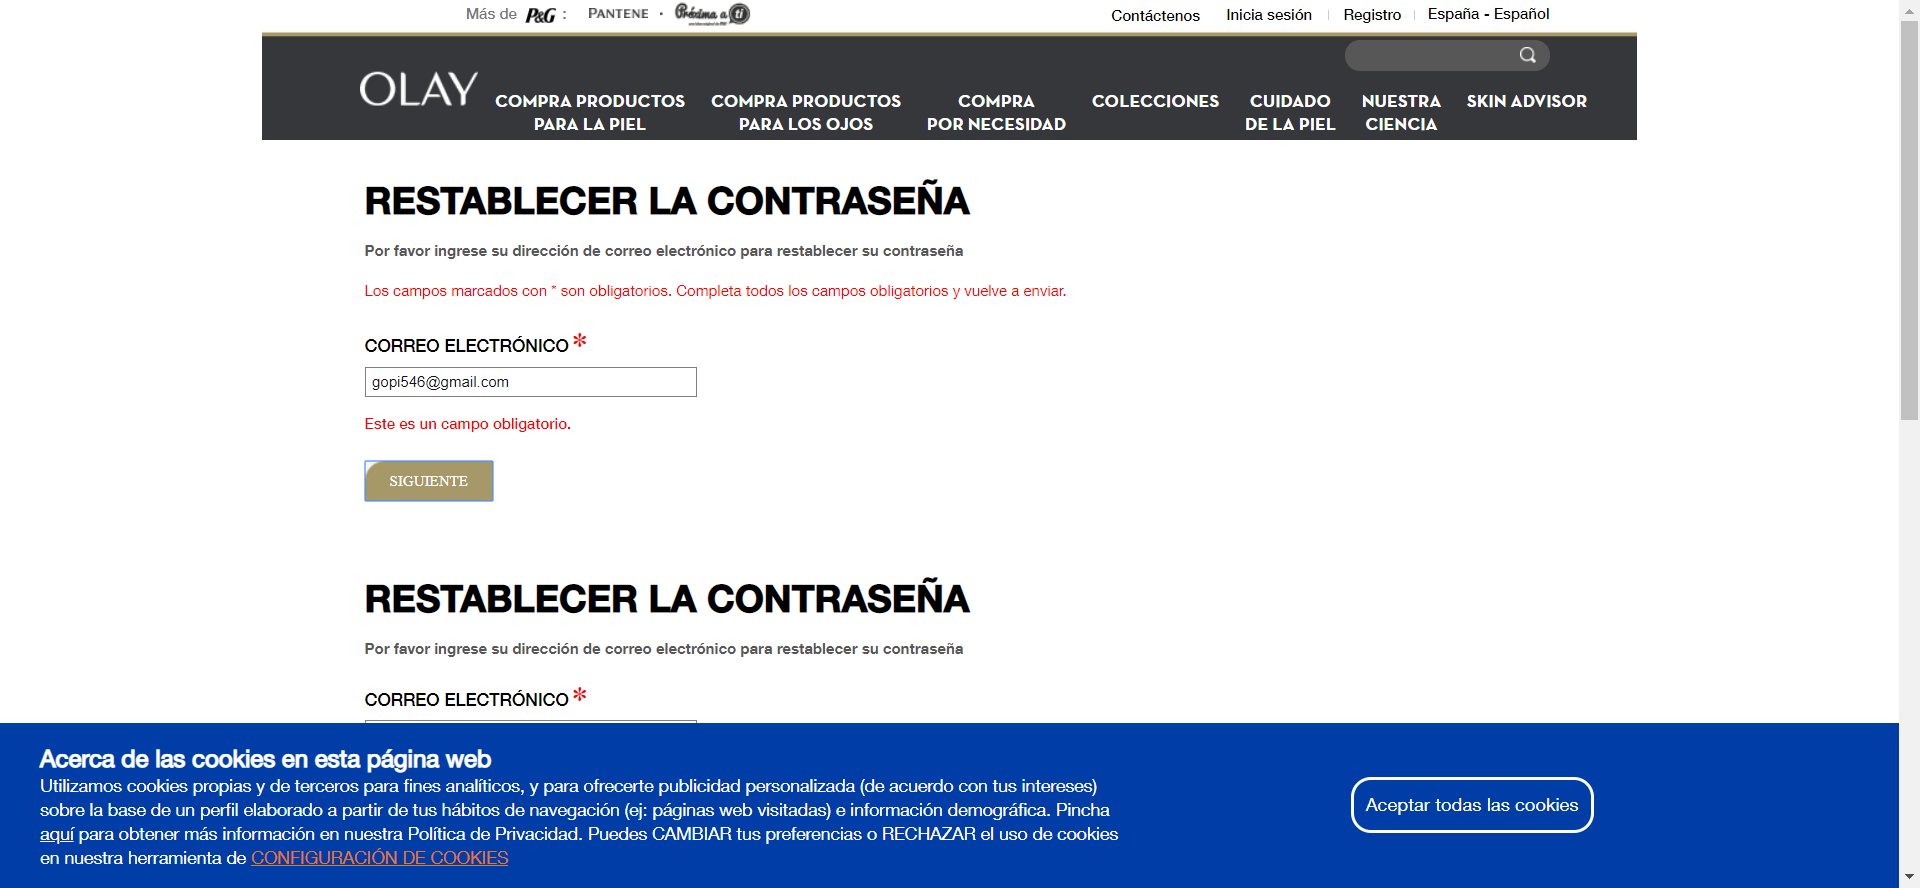 Más de P&G : PANTENE · Próxima a ti
Contáctenos Inicia sesión Registro España - Español
OLAY
COMPRA PRODUCTOS PARA LA PIEL
COMPRA PRODUCTOS PARA LOS OJOS
COMPRA POR NECESIDAD
COLECCIONES
CUIDADO DE LA PIEL
NUESTRA CIENCIA
SKIN ADVISOR
RESTABLECER LA CONTRASEÑA
Por favor ingrese su dirección de correo electrónico para restablecer su contraseña
Los campos marcados con * son obligatorios. Completa todos los campos obligatorios y vuelve a enviar.
CORREO ELECTRÓNICO *
gopi546@gmail.com
Este es un campo obligatorio.
SIGUIENTE
RESTABLECER LA CONTRASEÑA
Por favor ingrese su dirección de correo electrónico para restablecer su contraseña
CORREO ELECTRÓNICO *
Acerca de las cookies en esta página web
Utilizamos cookies propias y de terceros para fines analíticos, y para ofrecerte publicidad personalizada (de acuerdo con tus intereses)
sobre la base de un perfil elaborado a partir de tus hábitos de navegación (ej: páginas web visitadas) e información demográfica. Pincha
aquí para obtener más información en nuestra Política de Privacidad. Puedes CAMBIAR tus preferencias o RECHAZAR el uso de cookies
en nuestra herramienta de CONFIGURACIÓN DE COOKIES
Aceptar todas las cookies